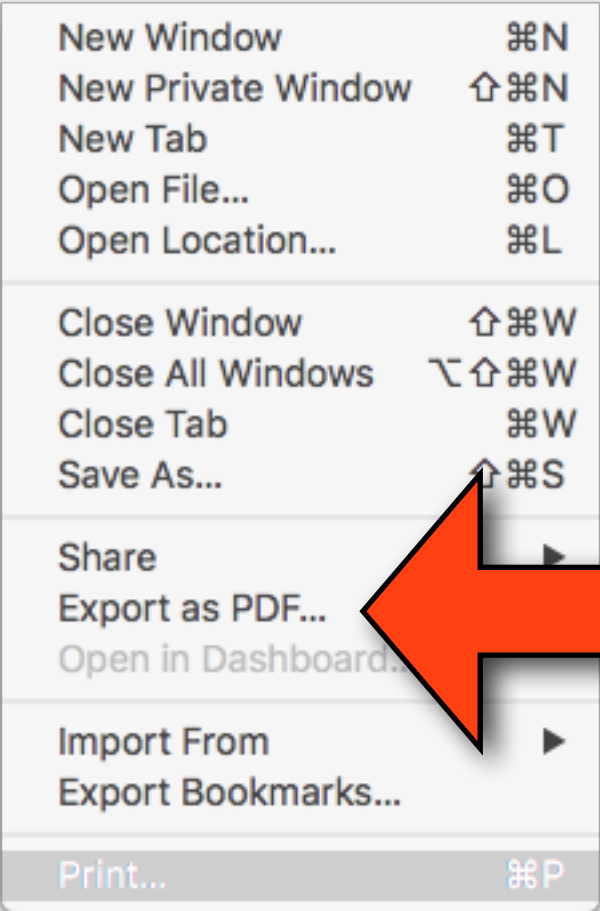 New Window ⌘N
New Private Window ⇧⌘N
New Tab ⌘T
Open File... ⌘O
Open Location... ⌘L
Close Window ⇧⌘W
Close All Windows ⌥⇧⌘W
Close Tab ⌘W
Save As... ⇧⌘S
Share ▶
Export as PDF...
Open in Dashboard...
Import From ▶
Export Bookmarks...
Print... ⌘P